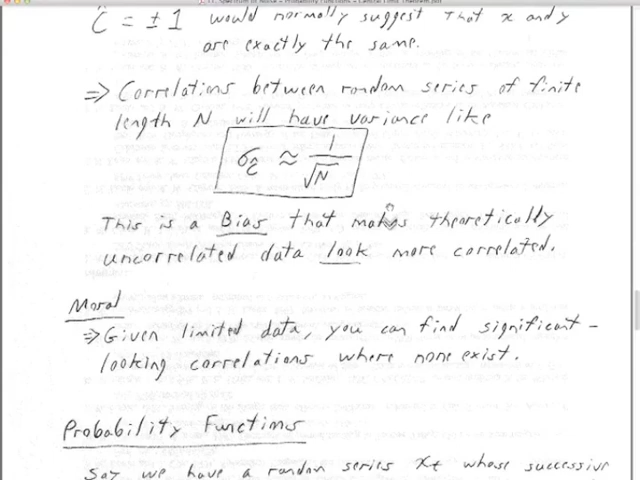 Ĉ = ± 1 would normally suggest that x and y
are exactly the same.
⇒ Correlations between random series of finite
length N will have variance like
σ_ĉ ≈ 1/√N
This is a Bias that makes theoretically
uncorrelated data look more correlated.
Moral
⇒ Given limited data, you can find significant-
looking correlations where none exist.
Probability Functions
Say we have a random series x_t whose successive